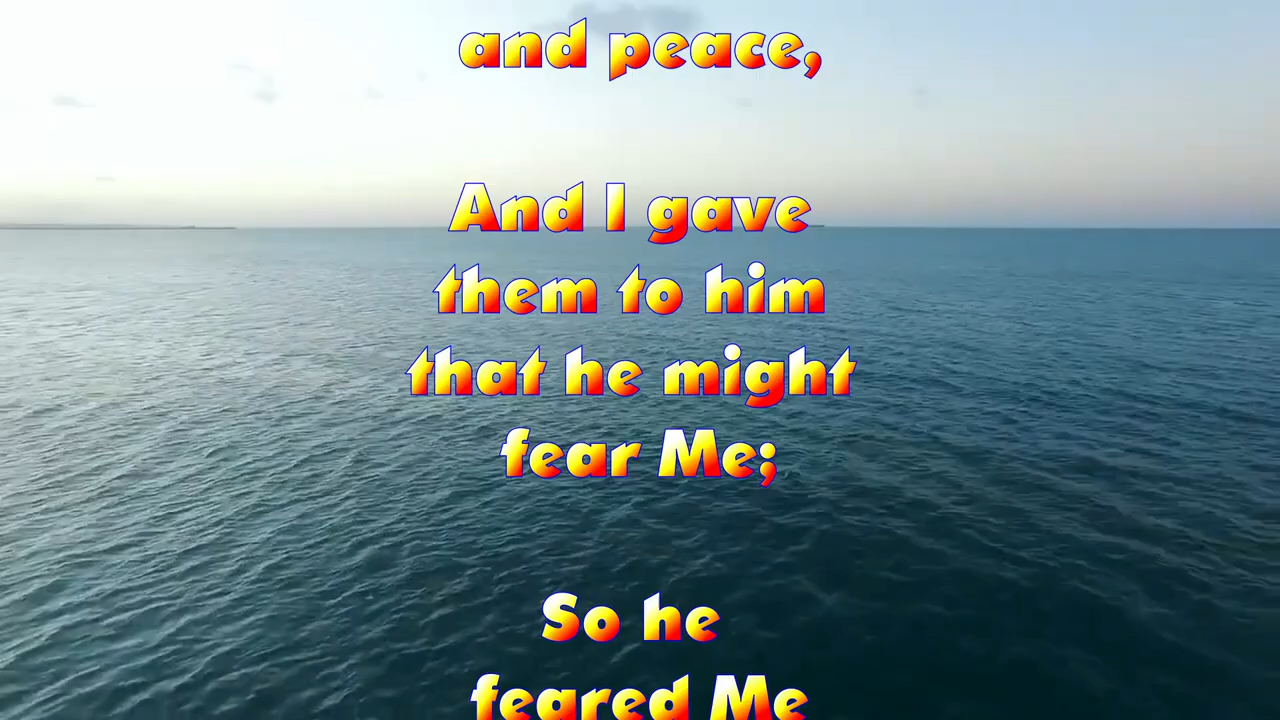 and peace,
And I gave
them to him
that he might
fear Me;
So he
feared Me